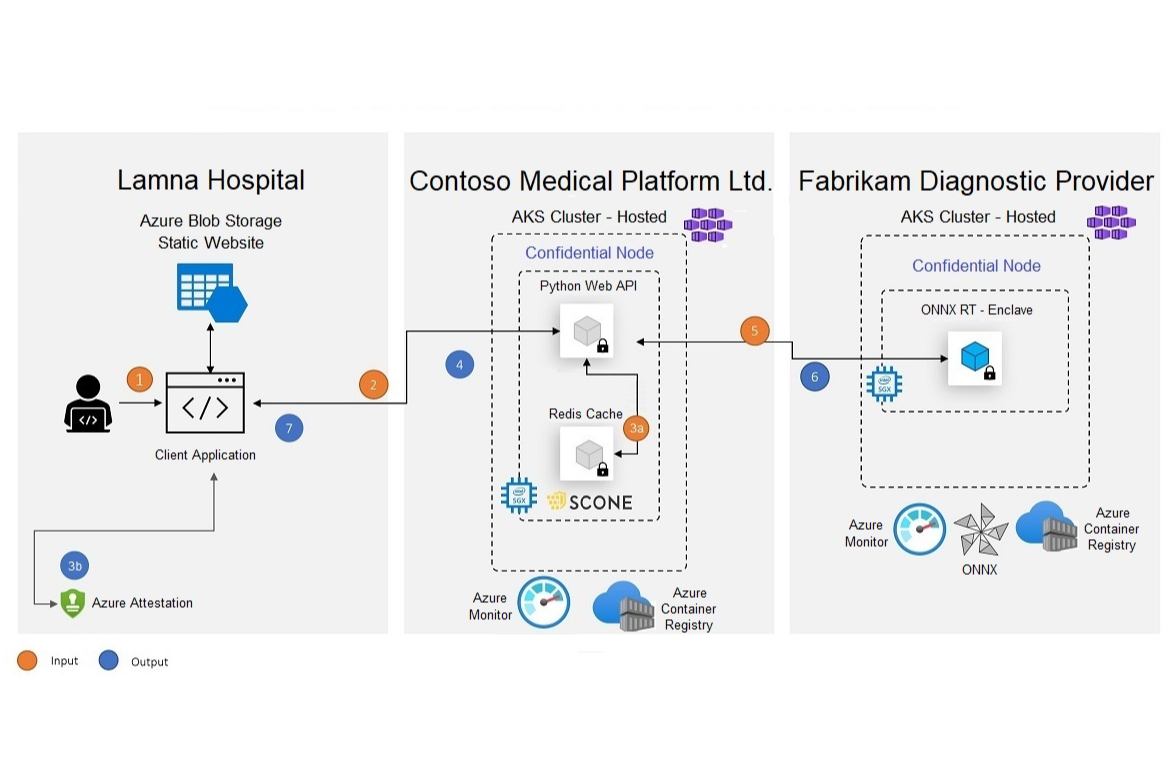 Lamna Hospital
Azure Blob Storage
Static Website
1
2
</>
</>
7
Client Application
3b
Azure Attestation
Contoso Medical Platform Ltd.
AKS Cluster - Hosted
Confidential Node
Python Web API
4
5
Redis Cache
3a
intel
SGX
SCONE
Azure
Monitor
Azure
Container
Registry
Fabrikam Diagnostic Provider
AKS Cluster - Hosted
Confidential Node
ONNX RT - Enclave
6
intel
SGX
Azure
Monitor
ONNX
Azure
Container
Registry
Input
Output